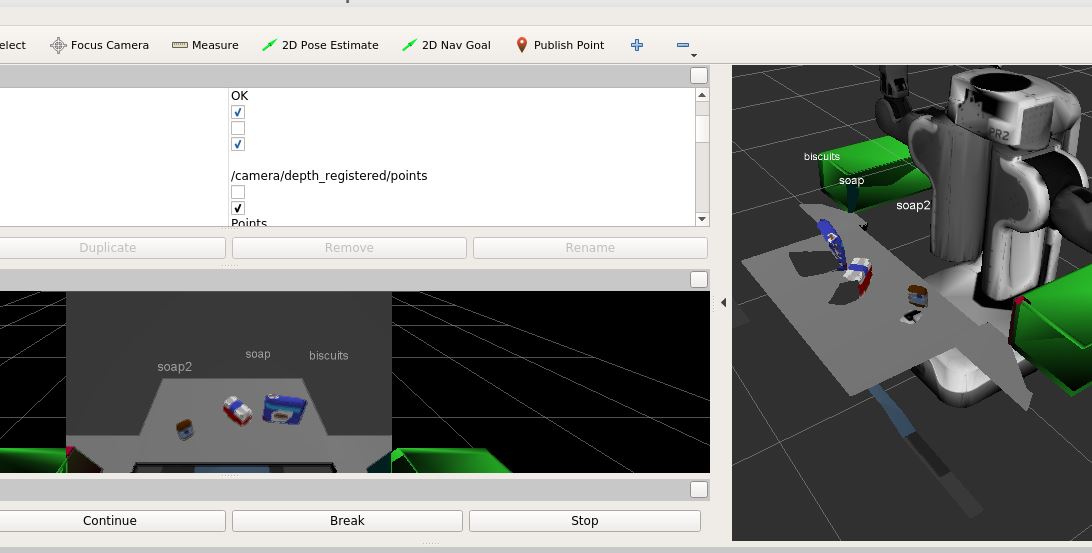 elect Focus Camera Measure 2D Pose Estimate 2D Nav Goal Publish Point
OK
/camera/depth_registered/points
Points
Duplicate Remove Rename
soap2 soap biscuits
Continue Break Stop
PR2
biscuits
soap
soap2